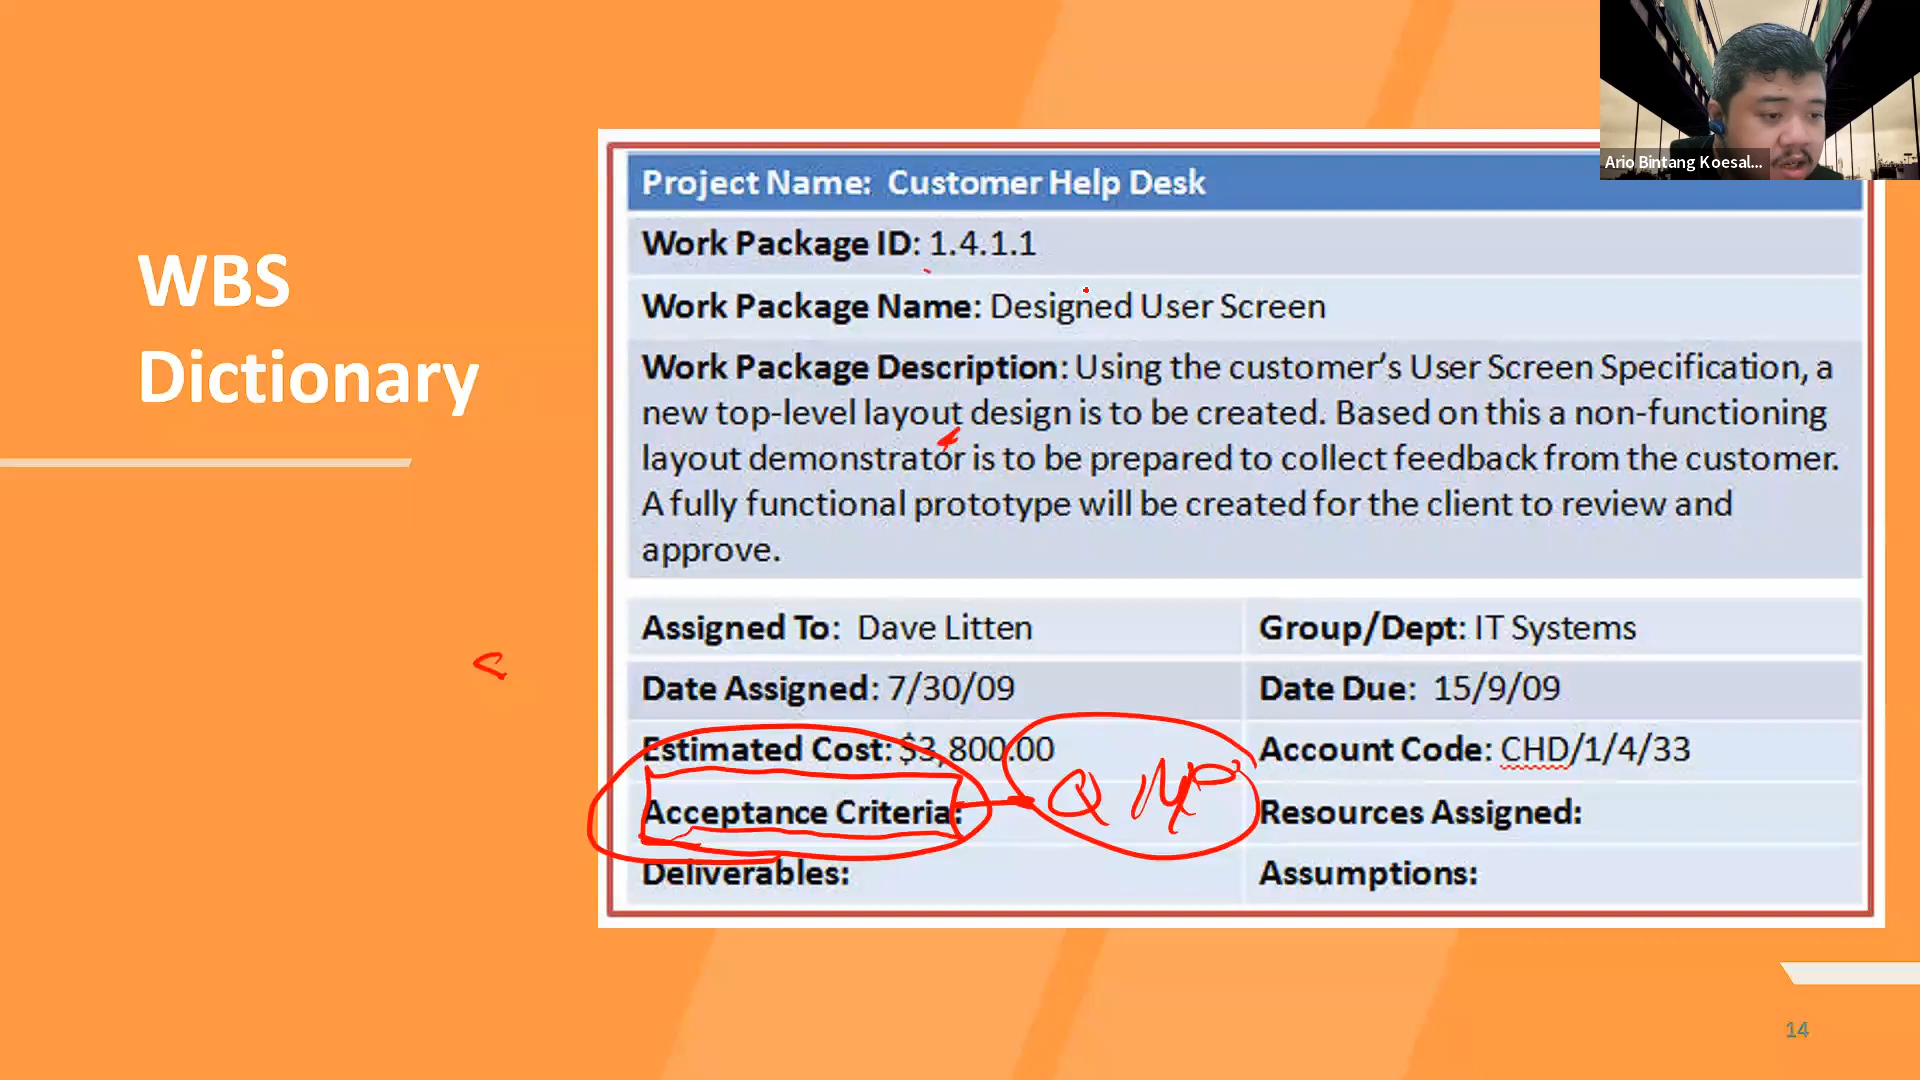 Ario Bintang Koesal...
WBS
Dictionary
Project Name: Customer Help Desk
Work Package ID: 1.4.1.1
Work Package Name: Designed User Screen
Work Package Description: Using the customer's User Screen Specification, a
new top-level layout design is to be created. Based on this a non-functioning
layout demonstrator is to be prepared to collect feedback from the customer.
A fully functional prototype will be created for the client to review and
approve.
Assigned To: Dave Litten
Group/Dept: IT Systems
Date Assigned: 7/30/09
Date Due: 15/9/09
Estimated Cost: $3,800.00
Account Code: CHD/1/4/33
Acceptance Criteria:
Resources Assigned:
Deliverables:
Assumptions:
14